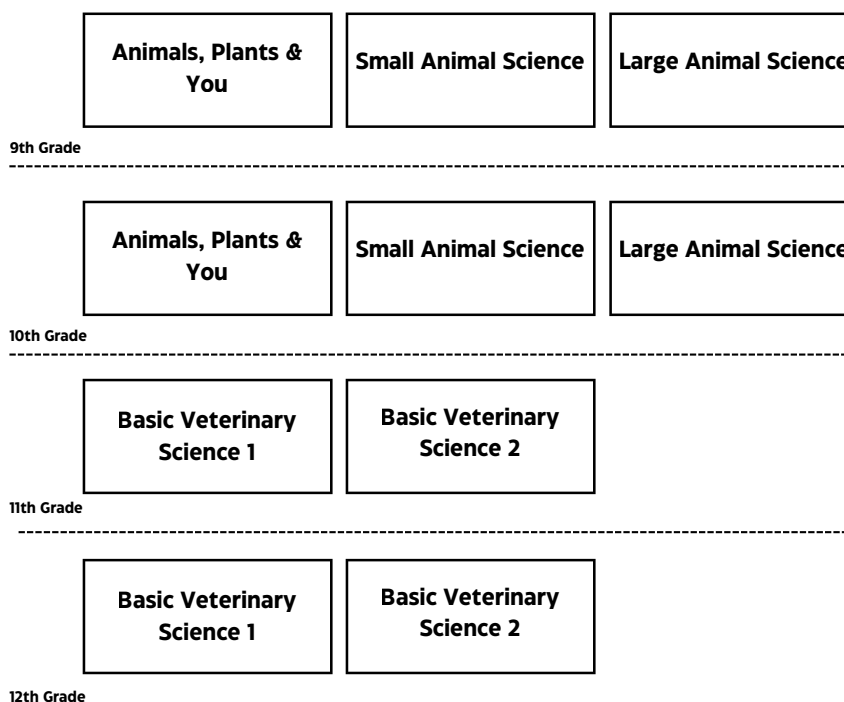 Animals, Plants &
You
Small Animal Science
Large Animal Science
9th Grade
Animals, Plants &
You
Small Animal Science
Large Animal Science
10th Grade
Basic Veterinary
Science 1
Basic Veterinary
Science 2
11th Grade
Basic Veterinary
Science 1
Basic Veterinary
Science 2
12th Grade